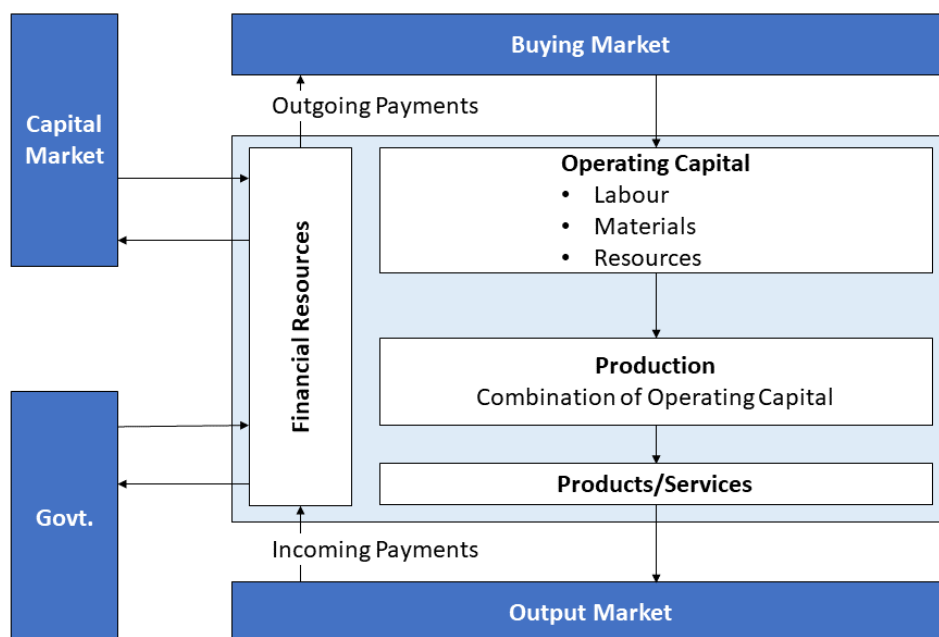 Buying Market
Outgoing Payments
Capital
Market
Operating Capital
• Labour
• Materials
• Resources
Financial Resources
Production
Combination of Operating Capital
Products/Services
Govt.
Incoming Payments
Output Market